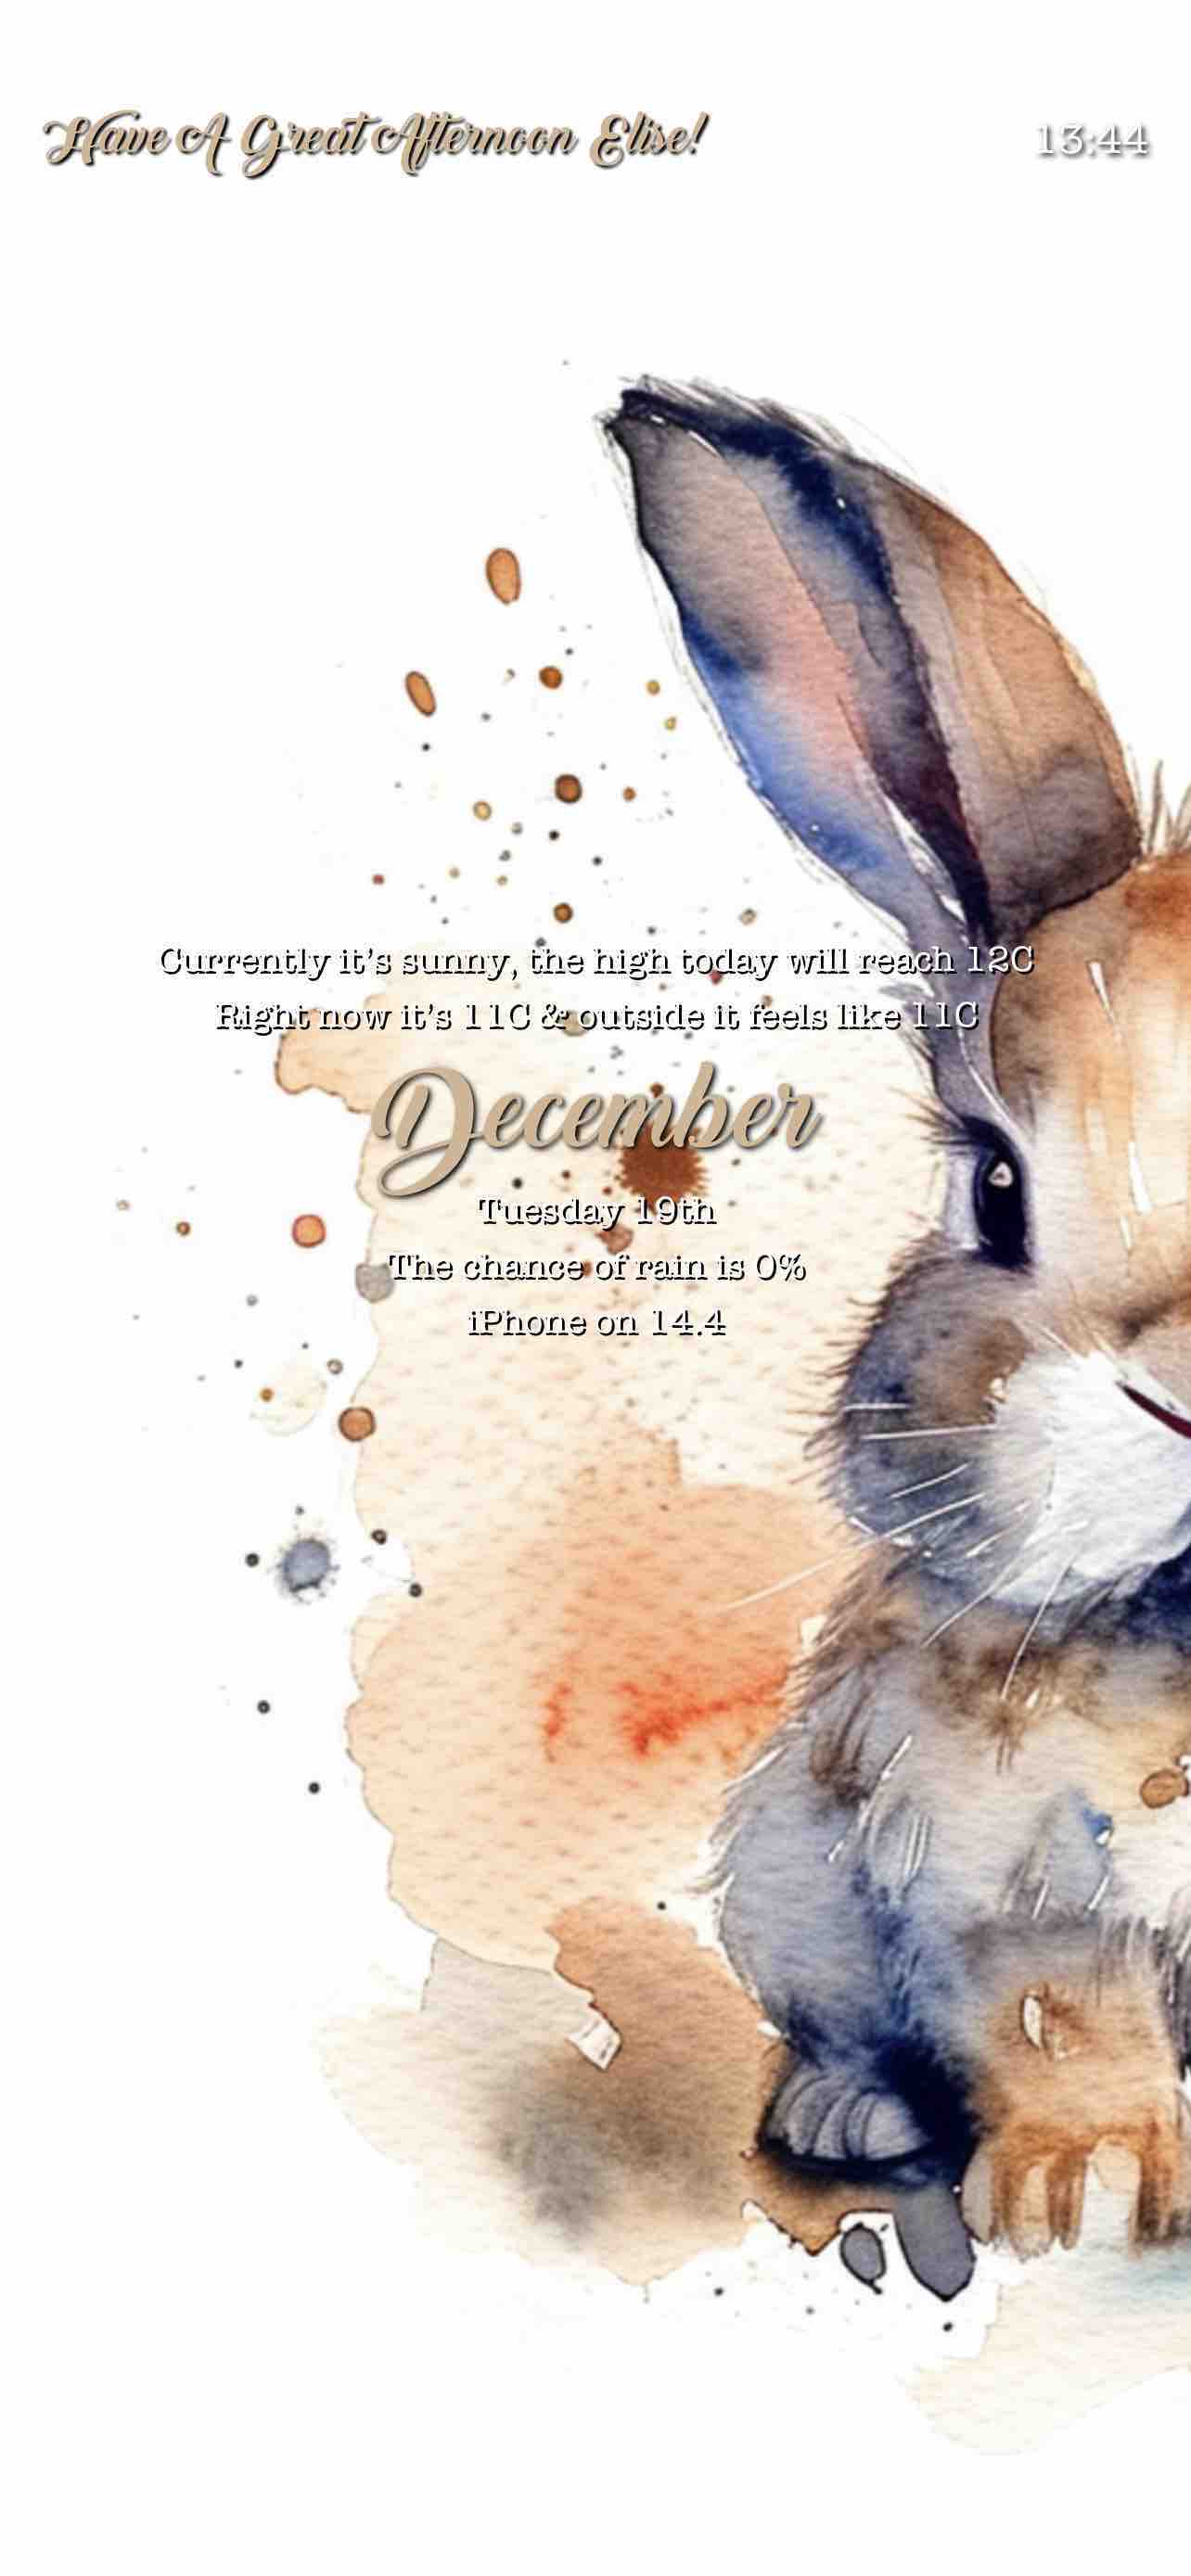 Have A Great Afternoon Elise!
13:44
Currently it's sunny, the high today will reach 12C
Right now it's 11C & outside it feels like 11C
December
Tuesday 19th
The chance of rain is 0%
iPhone on 14.4